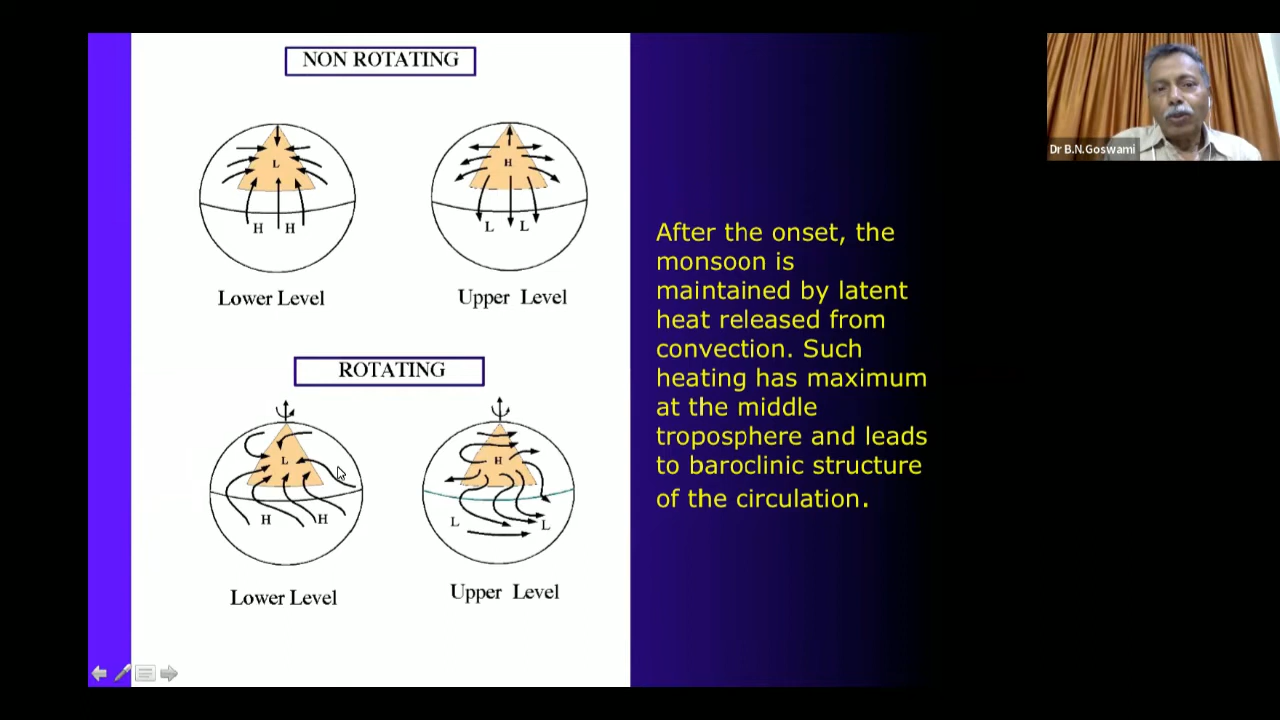 NON ROTATING
L
H H
Lower Level
H
L L
Upper Level
ROTATING
L
H H
Lower Level
H
L L
Upper Level
After the onset, the
monsoon is
maintained by latent
heat released from
convection. Such
heating has maximum
at the middle
troposphere and leads
to baroclinic structure
of the circulation.
Dr B.N.Goswami